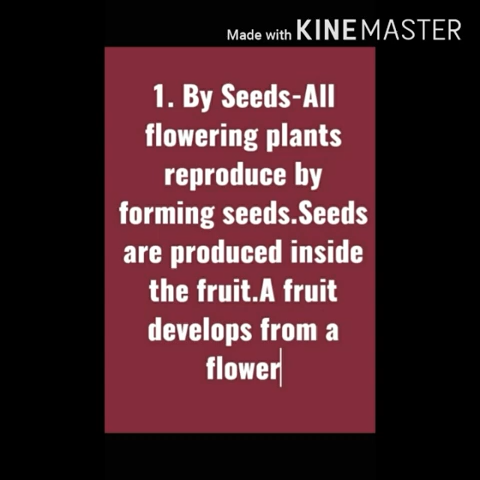 Made with KINEMASTER
1. By Seeds-All
flowering plants
reproduce by
forming seeds.Seeds
are produced inside
the fruit.A fruit
develops from a
flower